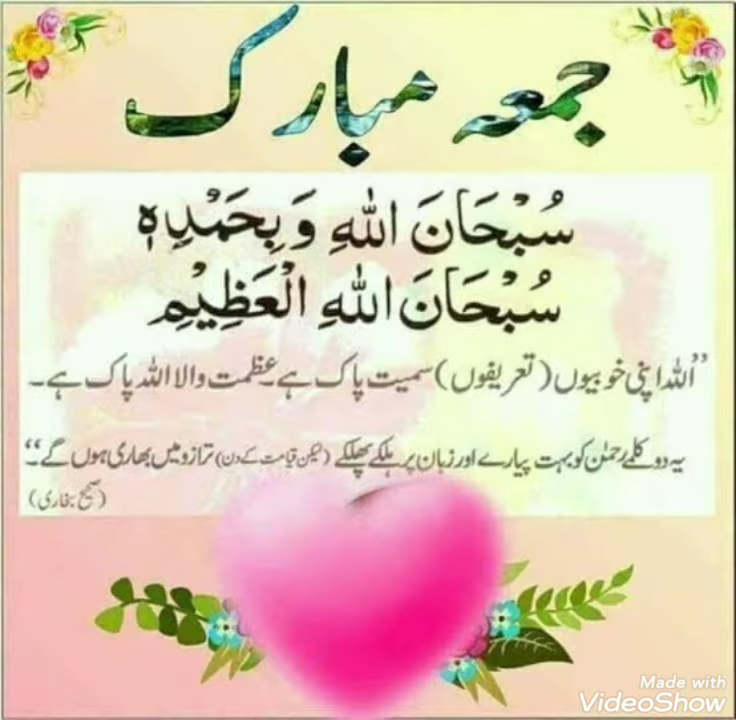 جمعہ مبارک
سُبْحَانَ اللهِ وَ بِحَمْدِهٖ
سُبْحَانَ اللهِ الْعَظِيْمِ
”اللہ اپنی خوبیوں (تعریفوں) سمیت پاک ہے۔ عظمت والا اللہ پاک ہے۔
یہ دو کلمے رحمٰن کو بہت پیارے اور زبان پر ہلکے پھلکے (لیکن قیامت کے دن) ترازو میں بھاری ہوں گے۔“
(صحیح بخاری)
Made with
VideoShow